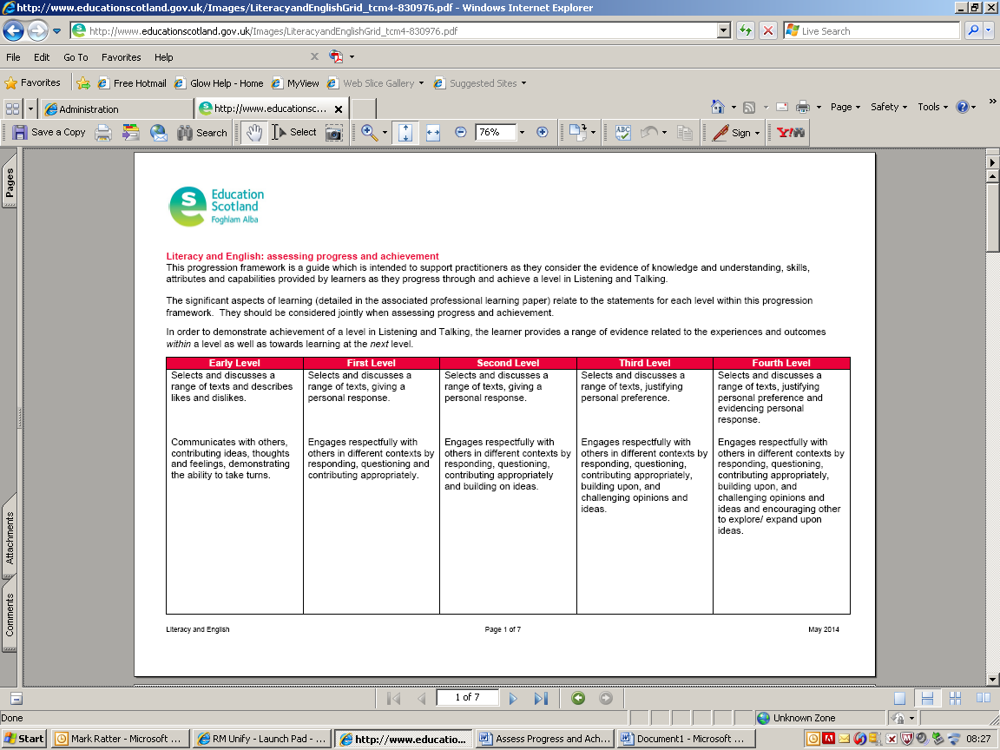 http://www.educationscotland.gov.uk/Images/LiteracyandEnglishGrid_tcm4-830976.pdf - Windows Internet Explorer
http://www.educationscotland.gov.uk/Images/LiteracyandEnglishGrid_tcm4-830976.pdf
Live Search
File Edit Go To Favorites Help
Favorites Free Hotmail Glow Help - Home MyView Web Slice Gallery Suggested Sites
Administration http://www.educationsc... Page Safety Tools
Save a Copy Search Select 76% Sign Y!
Pages
Attachments
Comments
Education
Scotland
Foghlam Alba
Literacy and English: assessing progress and achievement
This progression framework is a guide which is intended to support practitioners as they consider the evidence of knowledge and understanding, skills,
attributes and capabilities provided by learners as they progress through and achieve a level in Listening and Talking.
The significant aspects of learning (detailed in the associated professional learning paper) relate to the statements for each level within this progression
framework. They should be considered jointly when assessing progress and achievement.
In order to demonstrate achievement of a level in Listening and Talking, the learner provides a range of evidence related to the experiences and outcomes
within a level as well as towards learning at the next level.
Early Level
Selects and discusses a
range of texts and describes
likes and dislikes.
Communicates with others,
contributing ideas, thoughts
and feelings, demonstrating
the ability to take turns.
First Level
Selects and discusses a
range of texts, giving a
personal response.
Engages respectfully with
others in different contexts by
responding, questioning and
contributing appropriately.
Second Level
Selects and discusses a
range of texts, giving a
personal response.
Engages respectfully with
others in different contexts by
responding, questioning,
contributing appropriately
and building on ideas.
Third Level
Selects and discusses a
range of texts, justifying
personal preference.
Engages respectfully with
others in different contexts by
responding, questioning,
contributing appropriately,
building upon, and
challenging opinions and
ideas.
Fourth Level
Selects and discusses a
range of texts, justifying
personal preference and
evidencing personal
response.
Engages respectfully with
others in different contexts by
responding, questioning,
contributing appropriately,
building upon, and
challenging opinions and
ideas and encouraging other
to explore/ expand upon
ideas.
Literacy and English Page 1 of 7 May 2014
1 of 7
Done Unknown Zone
Start Mark Ratter - Microsoft ... RM Unify - Launch Pad - ... http://www.educatio... Assess Progress and Ach... Document1 - Microsoft ... 08:27